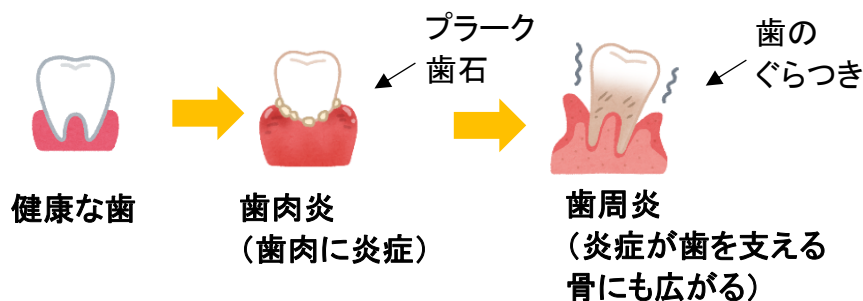 プラーク
歯石
歯の
ぐらつき
健康な歯
歯肉炎
（歯肉に炎症）
歯周炎
（炎症が歯を支える
骨にも広がる）